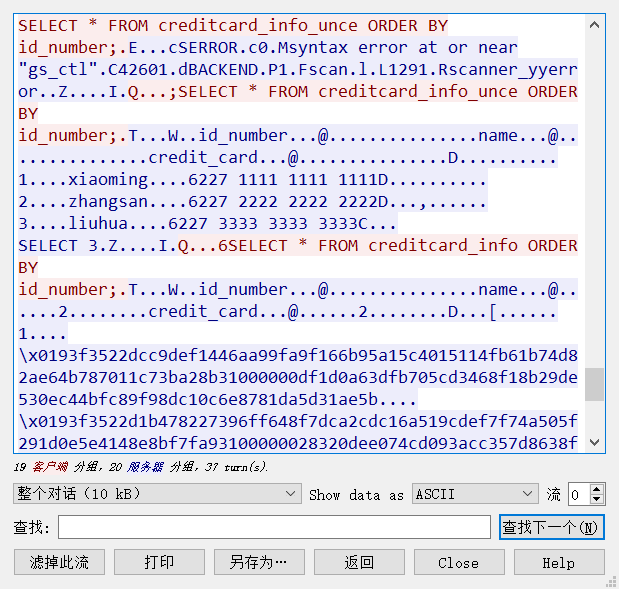 SELECT * FROM creditcard_info_unce ORDER BY
id_number;.E...cSERROR.c0.Msyntax error at or near
"gs_ctl".C42601.dBACKEND.P1.Fscan.l.L1291.Rscanner_yyerr
or..Z....I.Q...;SELECT * FROM creditcard_info_unce ORDER
BY
id_number;.T...W..id_number...@...............name...@..
.............credit_card...@...............D..........
1....xiaoming....6227 1111 1111 1111D..........
2....zhangsan....6227 2222 2222 2222D...,......
3....liuhua....6227 3333 3333 3333C...
SELECT 3.Z....I.Q...6SELECT * FROM creditcard_info ORDER
BY
id_number;.T...W..id_number...@...............name...@..
.....2........credit_card...@......2........D...[......
1....
\x0193f3522dcc9def1446aa99fa9f166b95a15c4015114fb61b74d8
2ae64b787011c73ba28b31000000df1d0a63dfb705cd3468f18b29de
530ec44bfc89f98dc10c6e8781da5d31ae5b....
\x0193f3522d1b478227396ff648f7dca2cdc16a519cdef7f74a505f
291d0e5e4148e8bf7fa93100000028320dee074cd093acc357d8638f
19 客户端 分组, 20 服务器 分组, 37 turn(s).
整个对话 (10 kB) Show data as ASCII 流 0
查找: 查找下一个(N)
滤掉此流 打印 另存为… 返回 Close Help